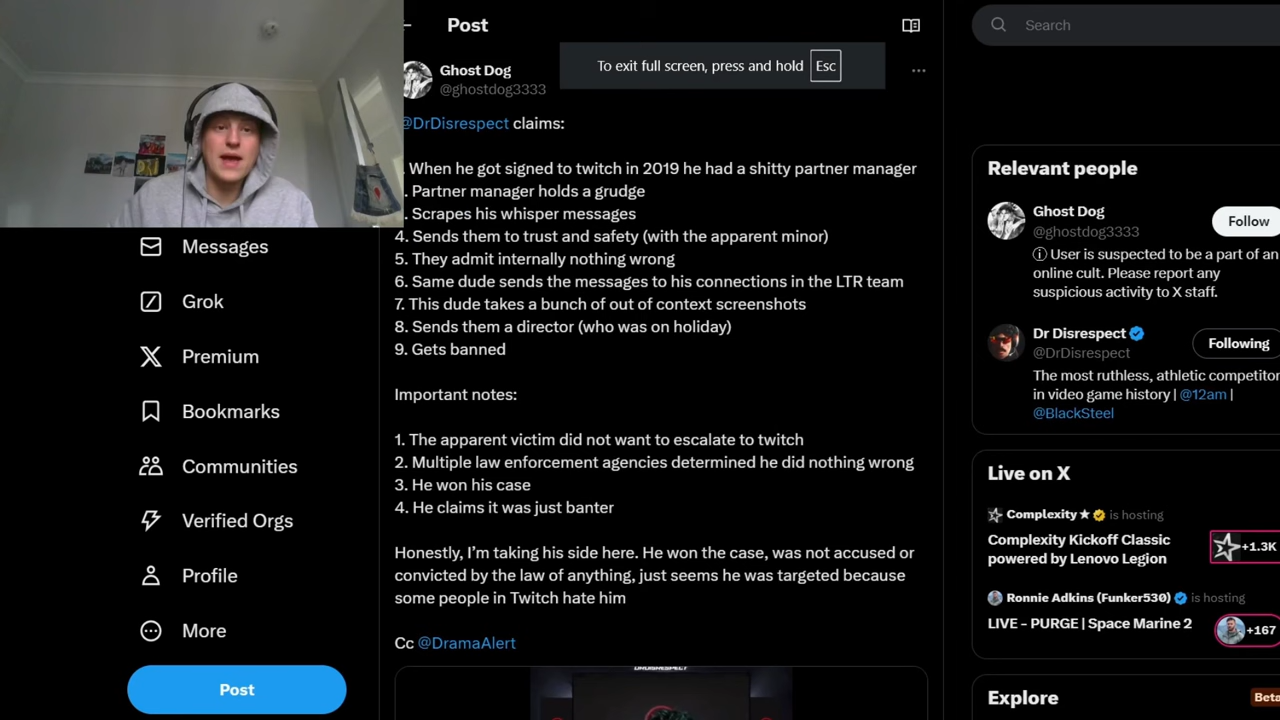 Post
To exit full screen, press and hold Esc
Search
Ghost Dog
@ghostdog3333
@DrDisrespect claims:
When he got signed to twitch in 2019 he had a shitty partner manager
Partner manager holds a grudge
Scrapes his whisper messages
4. Sends them to trust and safety (with the apparent minor)
5. They admit internally nothing wrong
6. Same dude sends the messages to his connections in the LTR team
7. This dude takes a bunch of out of context screenshots
8. Sends them a director (who was on holiday)
9. Gets banned
Important notes:
1. The apparent victim did not want to escalate to twitch
2. Multiple law enforcement agencies determined he did nothing wrong
3. He won his case
4. He claims it was just banter
Honestly, I’m taking his side here. He won the case, was not accused or
convicted by the law of anything, just seems he was targeted because
some people in Twitch hate him
Cc @DramaAlert
DRDISRESPECT
Messages
Grok
Premium
Bookmarks
Communities
Verified Orgs
Profile
More
Post
Relevant people
Ghost Dog
@ghostdog3333
Follow
User is suspected to be a part of an
online cult. Please report any
suspicious activity to X staff.
Dr Disrespect
@DrDisrespect
Following
The most ruthless, athletic competitor
in video game history | @12am |
@BlackSteel
Live on X
Complexity is hosting
Complexity Kickoff Classic
powered by Lenovo Legion
+1.3K
Ronnie Adkins (Funker530) is hosting
LIVE - PURGE | Space Marine 2
+167
Explore
Beta